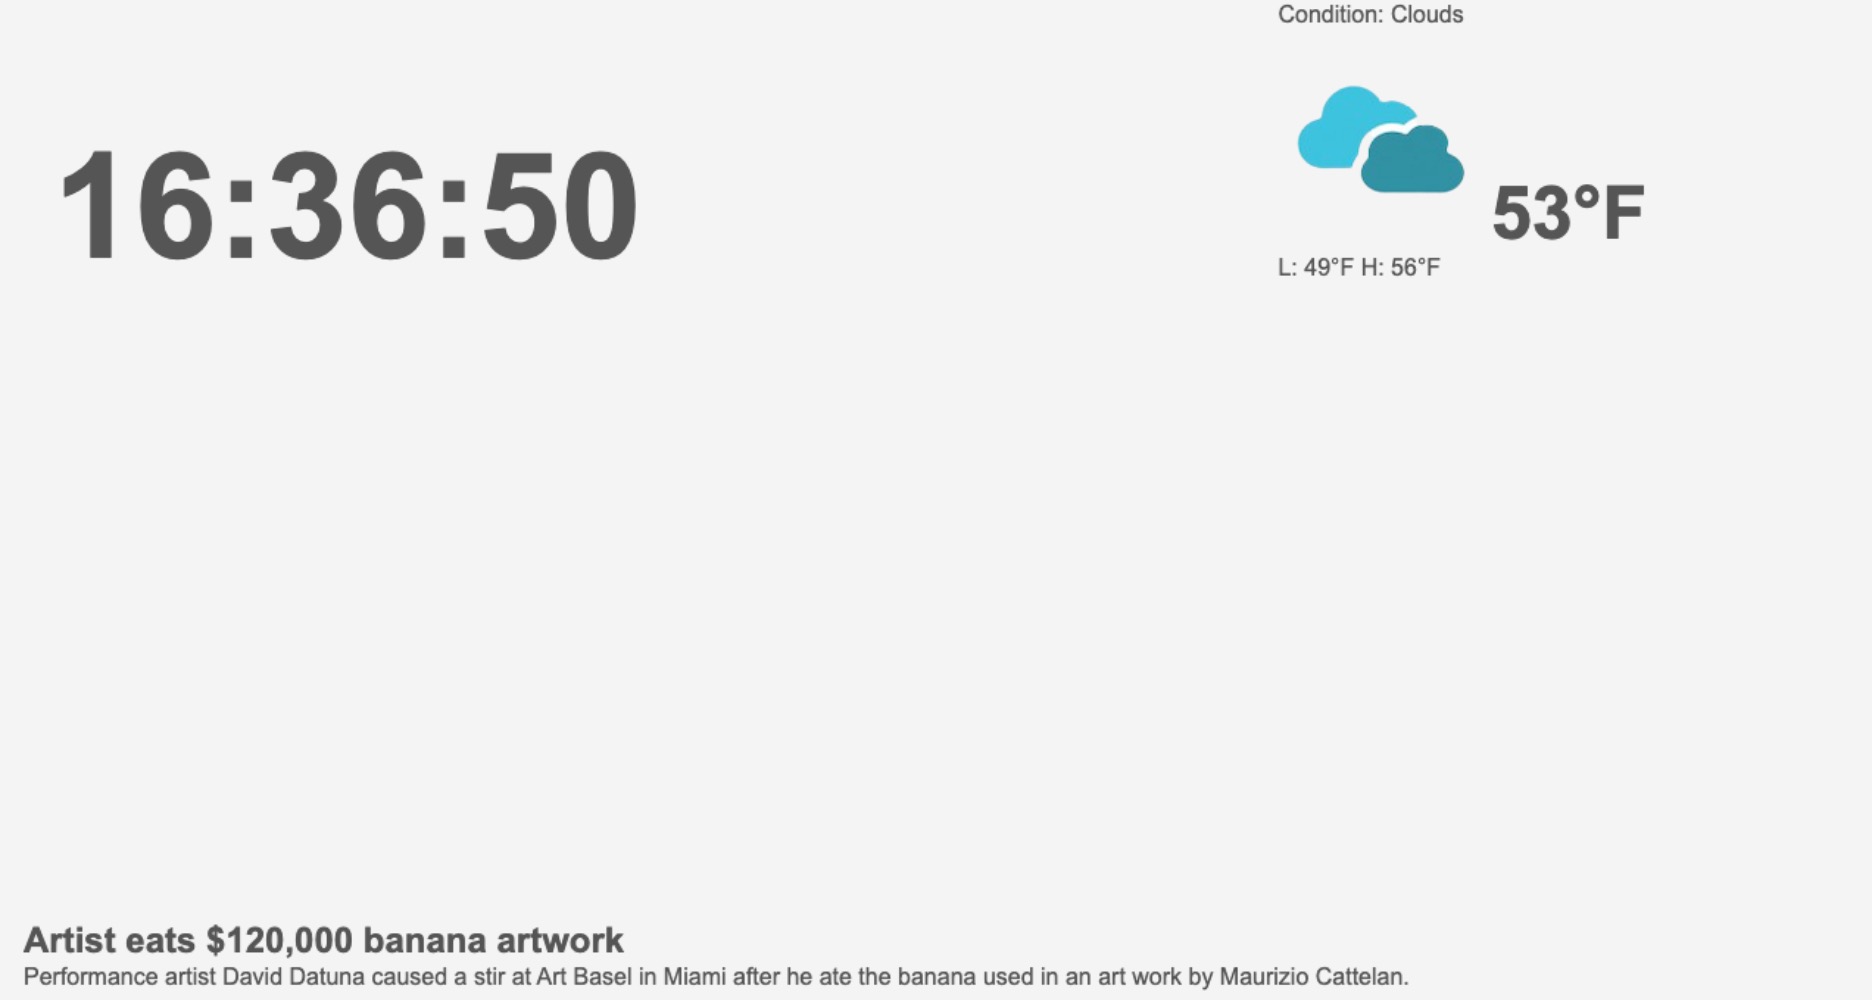 Condition: Clouds
16:36:50
53°F
L: 49°F H: 56°F
Artist eats $120,000 banana artwork
Performance artist David Datuna caused a stir at Art Basel in Miami after he ate the banana used in an art work by Maurizio Cattelan.